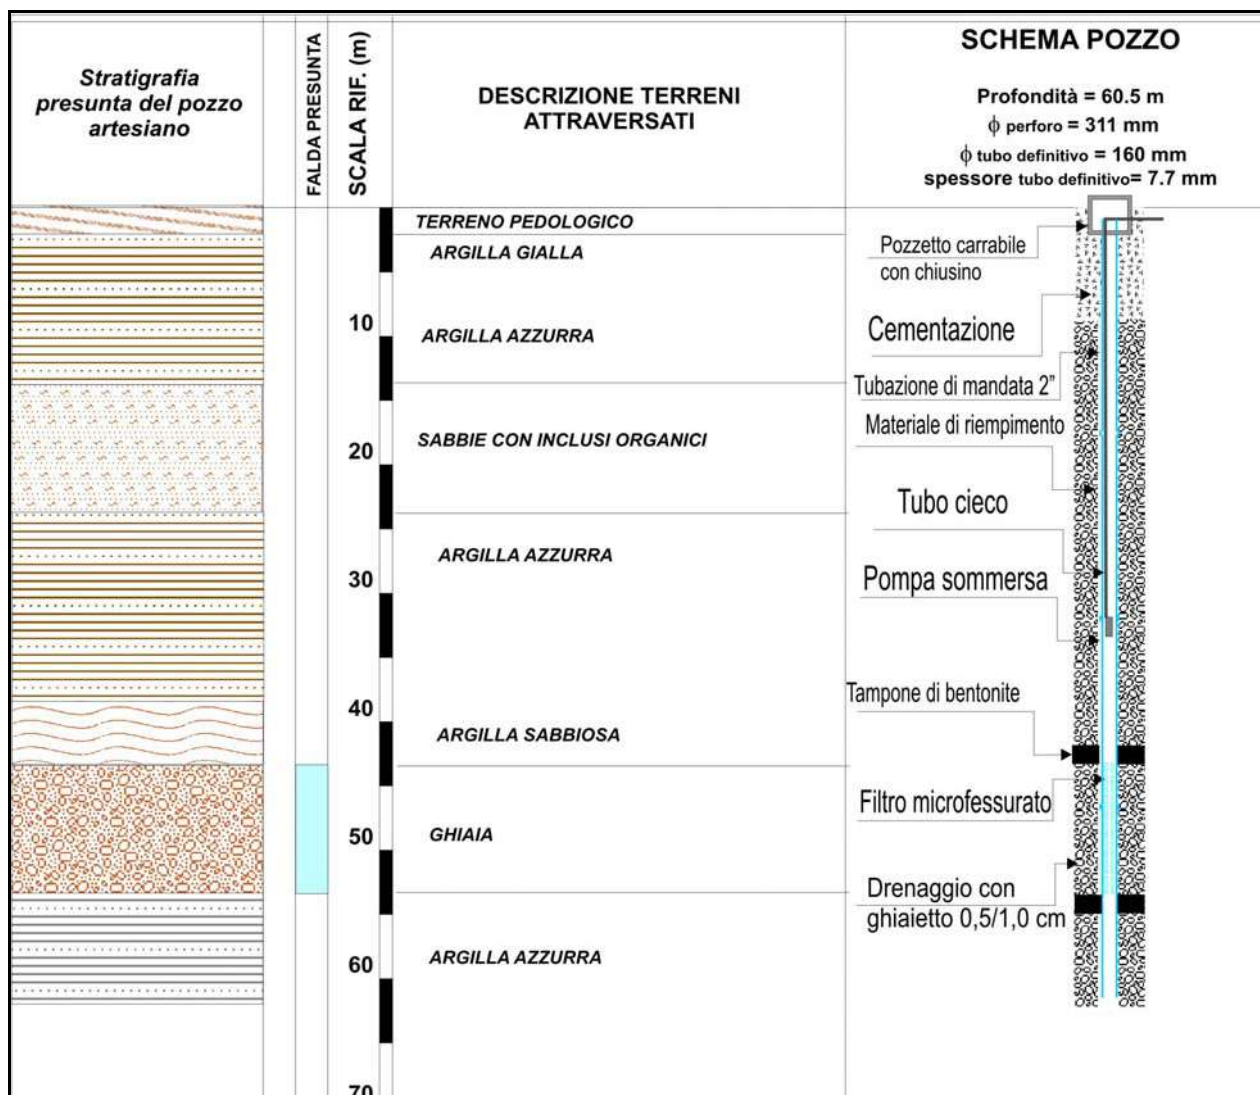 Stratigrafia
presunta del pozzo
artesiano
FALDA PRESUNTA
SCALA RIF. (m)
DESCRIZIONE TERRENI
ATTRAVERSATI
SCHEMA POZZO
Profondità = 60.5 m
ϕ perforo = 311 mm
ϕ tubo definitivo = 160 mm
spessore tubo definitivo= 7.7 mm
TERRENO PEDOLOGICO
ARGILLA GIALLA
Pozzetto carrabile
con chiusino
10
ARGILLA AZZURRA
Cementazione
Tubazione di mandata 2”
Materiale di riempimento
20
SABBIE CON INCLUSI ORGANICI
Tubo cieco
ARGILLA AZZURRA
30
Pompa sommersa
Tampone di bentonite
40
ARGILLA SABBIOSA
Filtro microfessurato
50
GHIAIA
Drenaggio con
ghiaietto 0,5/1,0 cm
60
ARGILLA AZZURRA
70